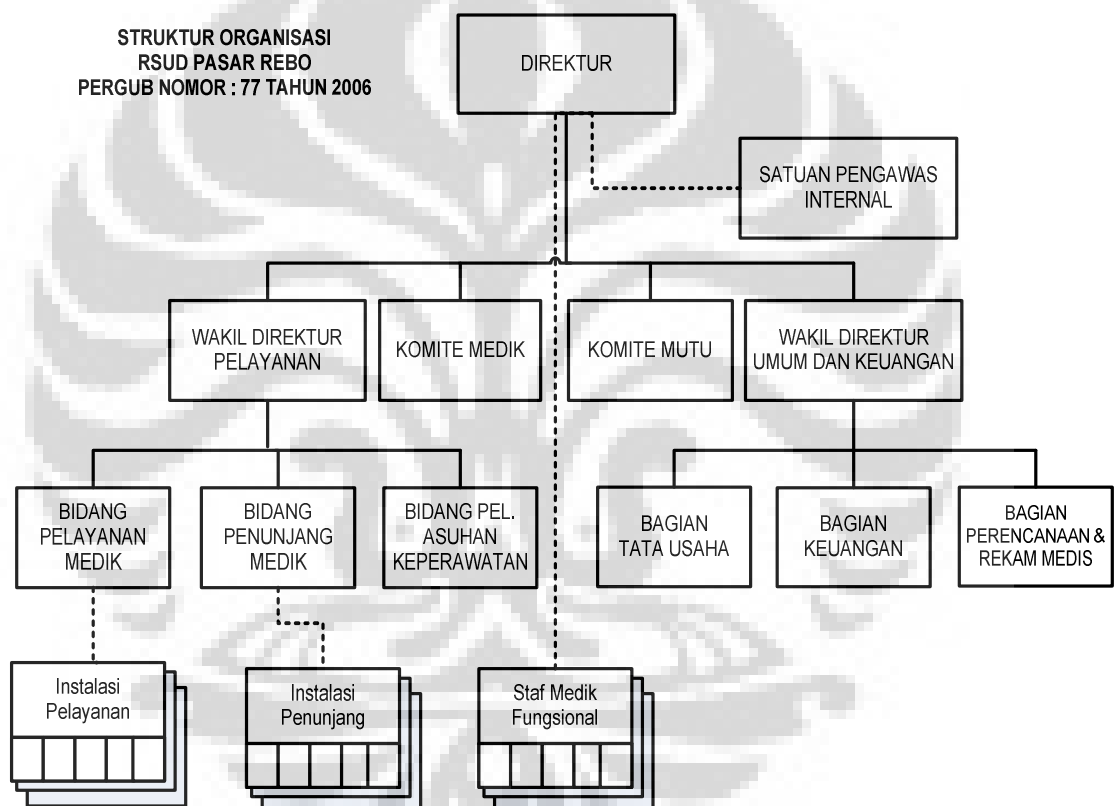 STRUKTUR ORGANISASI
RSUD PASAR REBO
PERGUB NOMOR : 77 TAHUN 2006
DIREKTUR
SATUAN PENGAWAS
INTERNAL
WAKIL DIREKTUR
PELAYANAN
KOMITE MEDIK
KOMITE MUTU
WAKIL DIREKTUR
UMUM DAN KEUANGAN
BIDANG
PELAYANAN
MEDIK
BIDANG
PENUNJANG
MEDIK
BIDANG PEL.
ASUHAN
KEPERAWATAN
BAGIAN
TATA USAHA
BAGIAN
KEUANGAN
BAGIAN
PERENCANAAN &
REKAM MEDIS
Instalasi
Pelayanan
Instalasi
Penunjang
Staf Medik
Fungsional